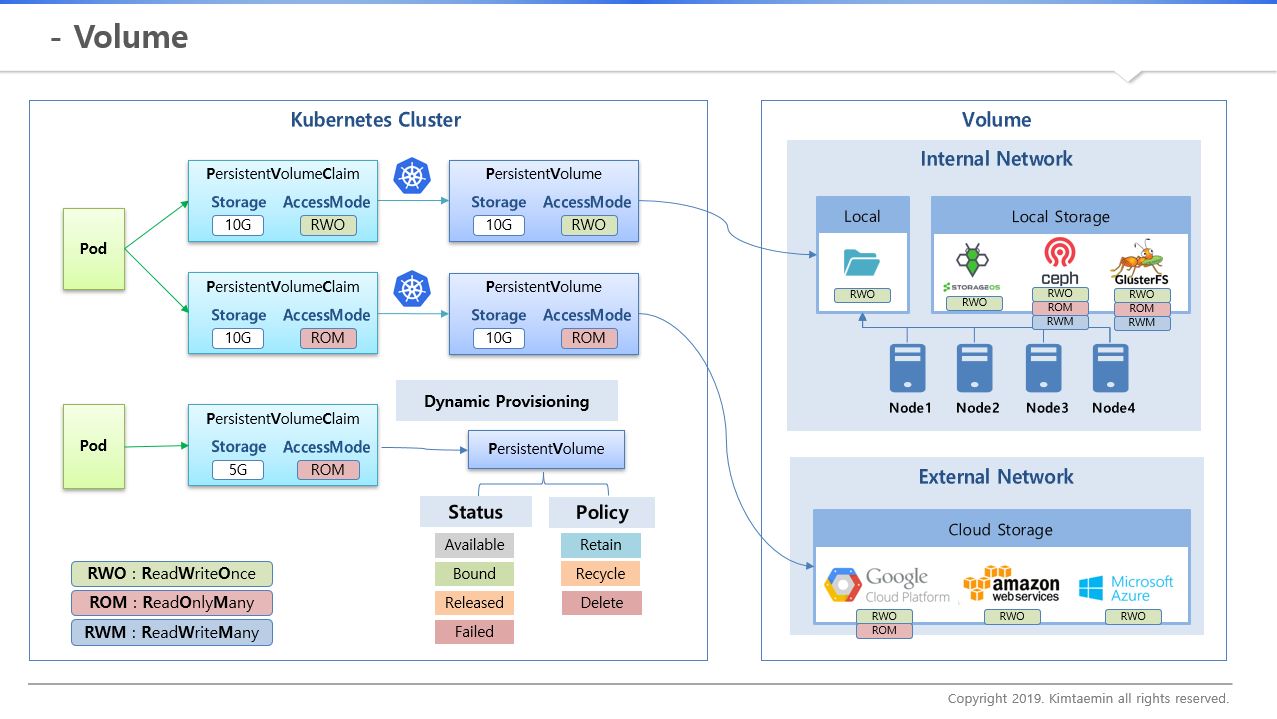 - Volume
Kubernetes Cluster
PersistentVolumeClaim
Storage AccessMode
10G RWO
PersistentVolume
Storage AccessMode
10G RWO
Pod
PersistentVolumeClaim
Storage AccessMode
10G ROM
PersistentVolume
Storage AccessMode
10G ROM
Dynamic Provisioning
Pod
PersistentVolumeClaim
Storage AccessMode
5G ROM
PersistentVolume
Status
Available
Bound
Released
Failed
Policy
Retain
Recycle
Delete
RWO : ReadWriteOnce
ROM : ReadOnlyMany
RWM : ReadWriteMany
Volume
Internal Network
Local
RWO
Local Storage
STORAGEOS
RWO
ceph
RWO
ROM
RWM
GlusterFS
RWO
ROM
RWM
Node1 Node2 Node3 Node4
External Network
Cloud Storage
Google
Cloud Platform
RWO
ROM
amazon
web services
RWO
Microsoft
Azure
RWO
Copyright 2019. Kimtaemin all rights reserved.